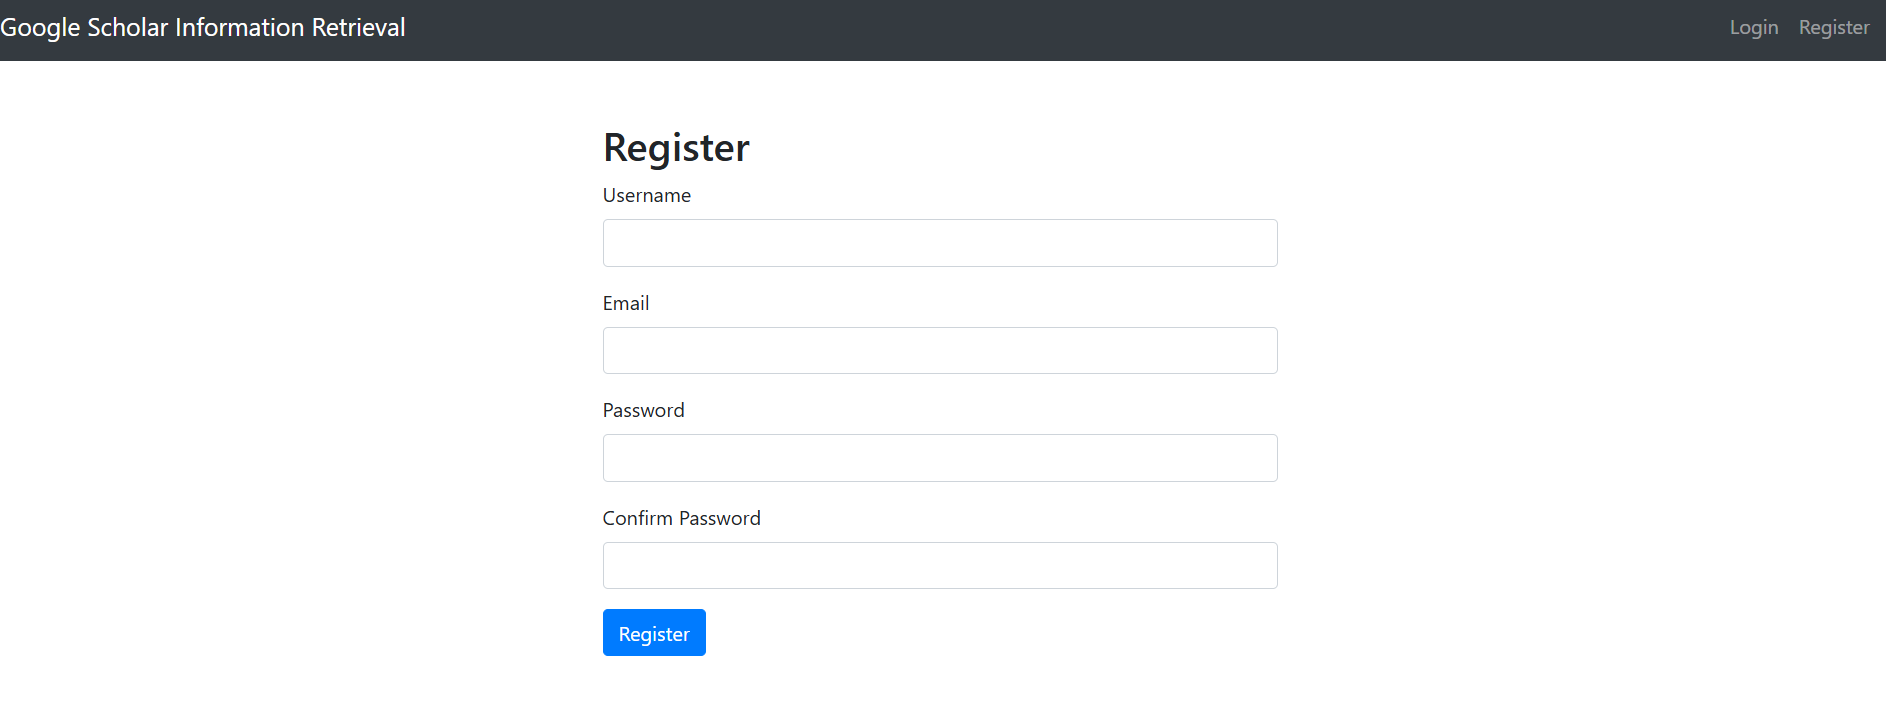 Google Scholar Information Retrieval
Login Register
Register
Username
Email
Password
Confirm Password
Register